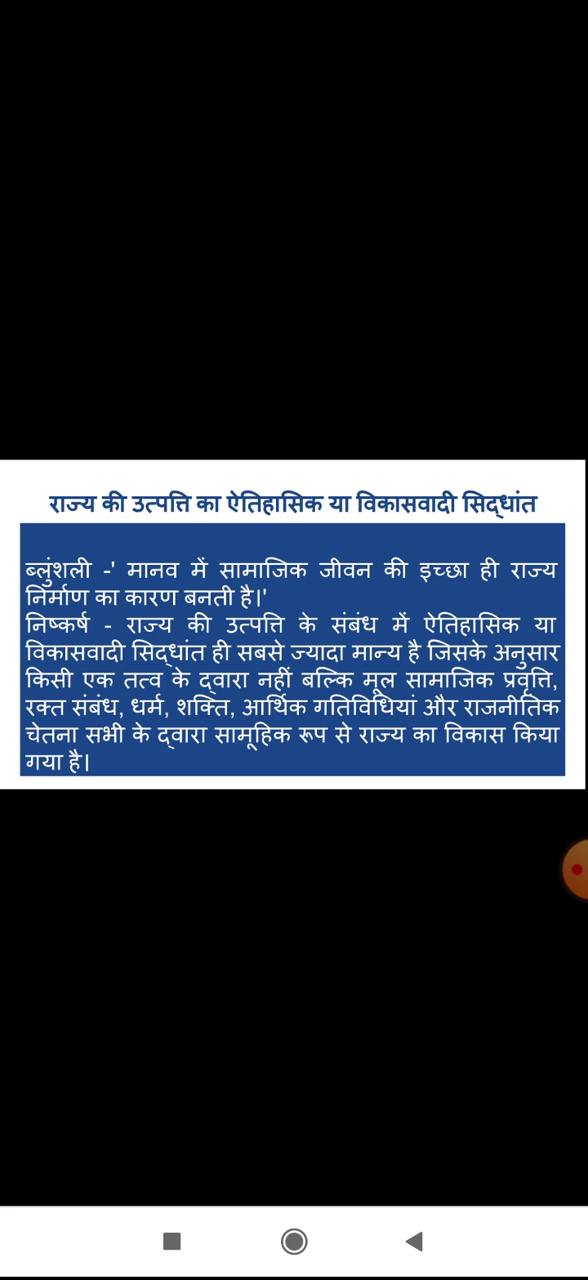 राज्य की उत्पत्ति का ऐतिहासिक या विकासवादी सिद्धांत
ब्लुंशली -' मानव में सामाजिक जीवन की इच्छा ही राज्य
निर्माण का कारण बनती है।'
निष्कर्ष - राज्य की उत्पत्ति के संबंध में ऐतिहासिक या
विकासवादी सिद्धांत ही सबसे ज्यादा मान्य है जिसके अनुसार
किसी एक तत्व के द्वारा नहीं बल्कि मूल सामाजिक प्रवृत्ति,
रक्त संबंध, धर्म, शक्ति, आर्थिक गतिविधियां और राजनीतिक
चेतना सभी के द्वारा सामूहिक रूप से राज्य का विकास किया
गया है।